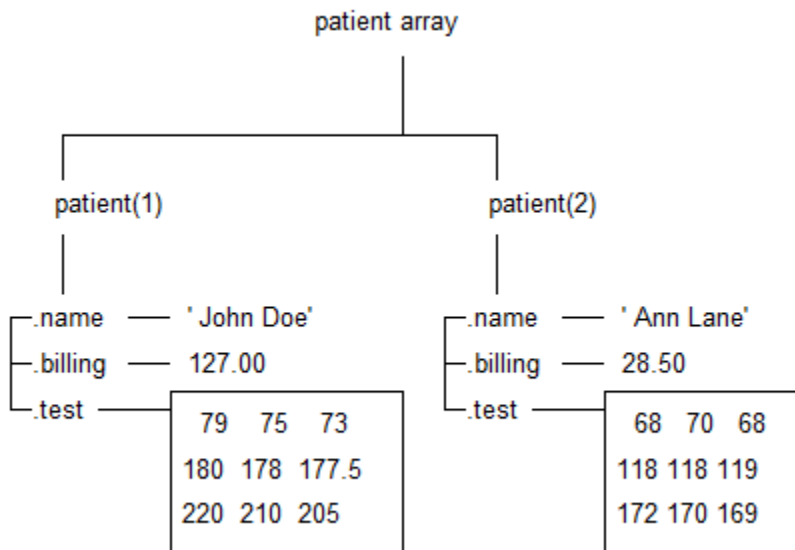 patient array
patient(1) patient(2)
.name ' John Doe' .name ' Ann Lane'
.billing 127.00 .billing 28.50
.test .test
79 75 73 68 70 68
180 178 177.5 118 118 119
220 210 205 172 170 169